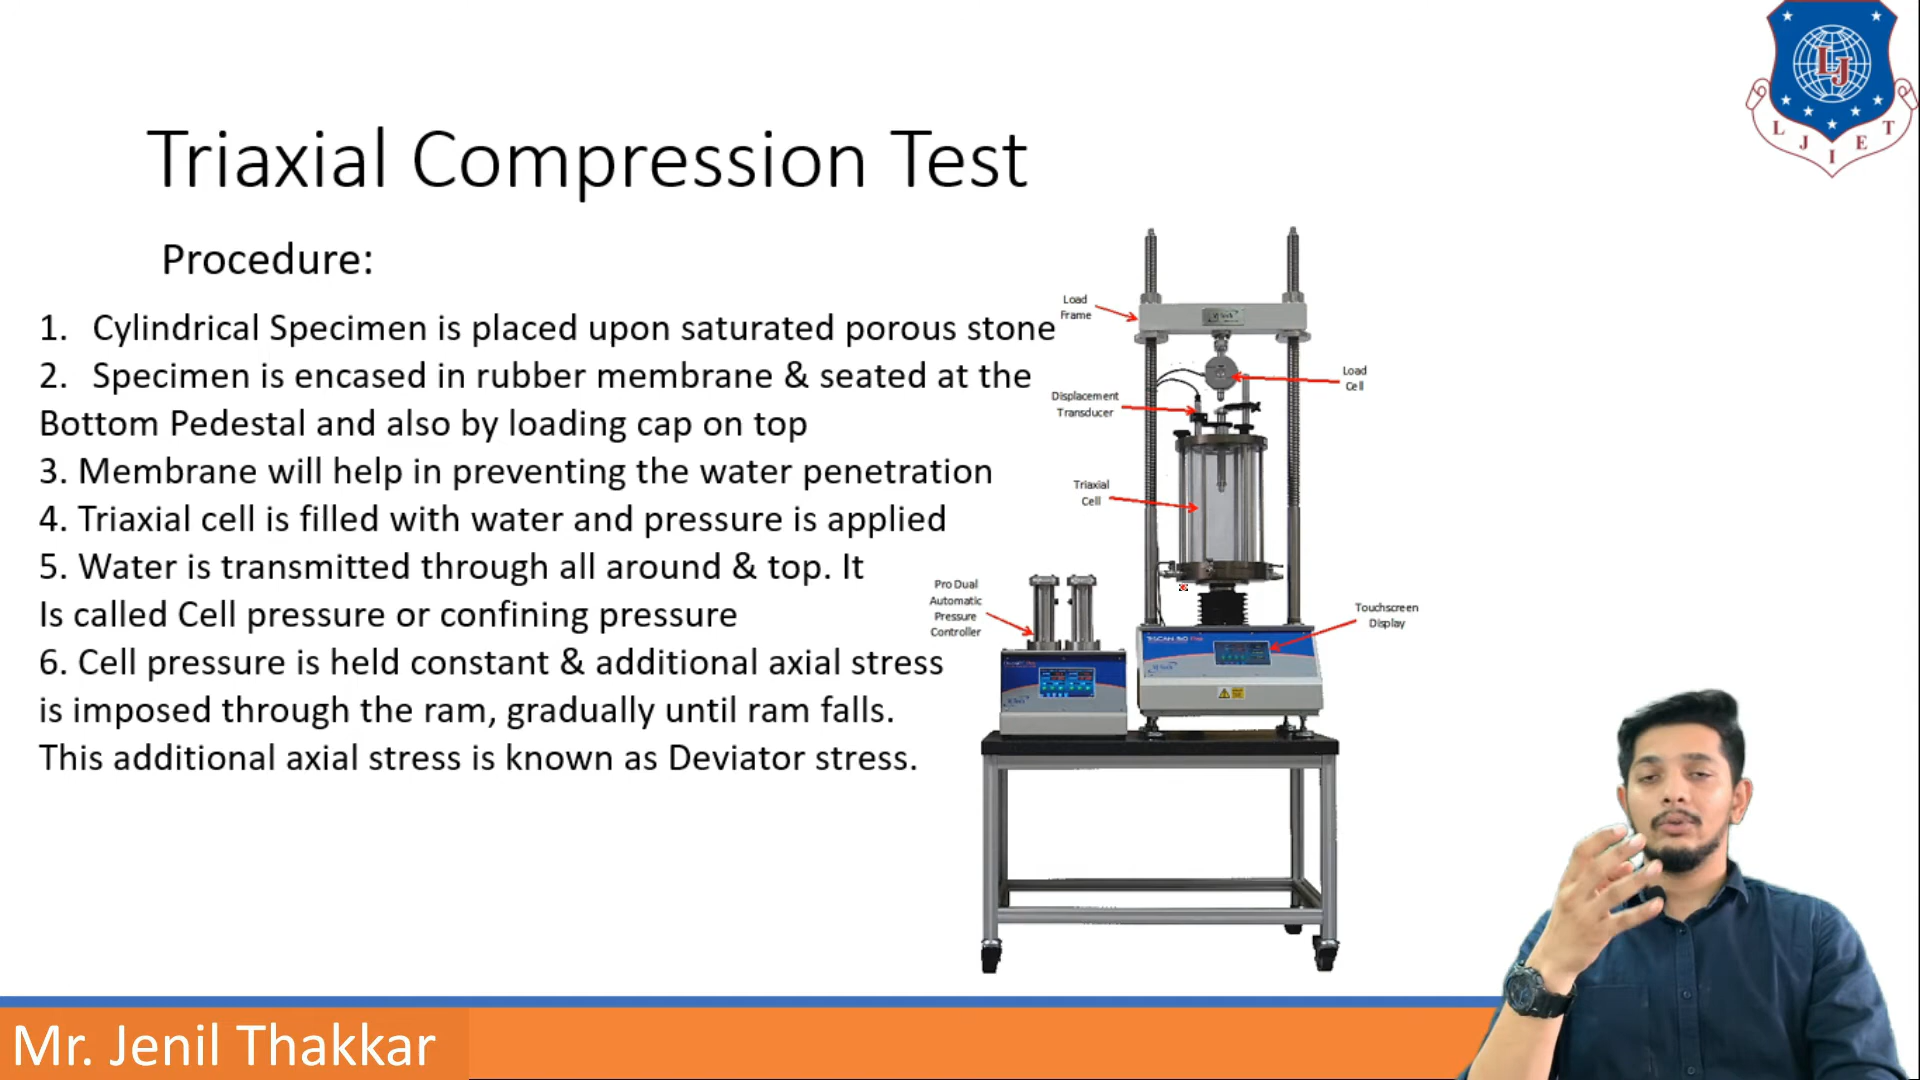 L J I E T
LJ
Triaxial Compression Test
Procedure:
1. Cylindrical Specimen is placed upon saturated porous stone
2. Specimen is encased in rubber membrane & seated at the
Bottom Pedestal and also by loading cap on top
3. Membrane will help in preventing the water penetration
4. Triaxial cell is filled with water and pressure is applied
5. Water is transmitted through all around & top. It
Is called Cell pressure or confining pressure
6. Cell pressure is held constant & additional axial stress
is imposed through the ram, gradually until ram falls.
This additional axial stress is known as Deviator stress.
Load
Frame
Load
Cell
Displacement
Transducer
Triaxial
Cell
Pro Dual
Automatic
Pressure
Controller
Touchscreen
Display
Mr. Jenil Thakkar